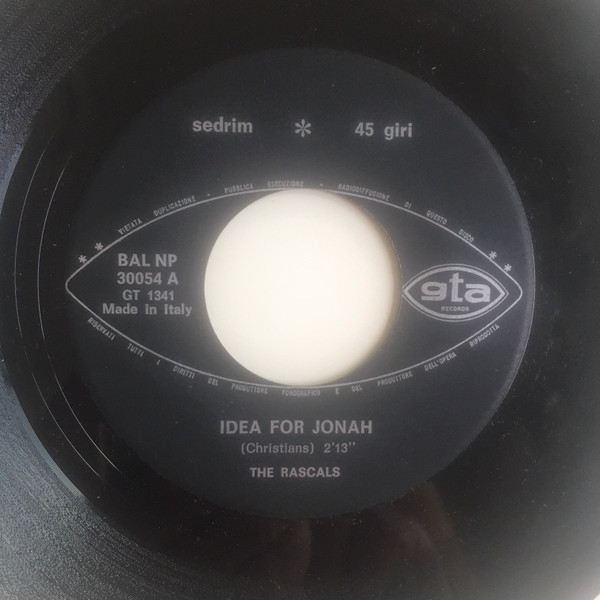 sedrim * 45 giri
* * VIETATA DUPLICAZIONE - PUBBLICA ESECUZIONE - RADIODIFFUSIONE DI QUESTO DISCO * *
BAL NP
30054 A
GT 1341
Made in Italy
gta
RECORDS
RISERVATI TUTTI I DIRITTI DEL PRODUTTORE FONOGRAFICO E DEL PRODUTTORE DELL'OPERA RIPRODOTTA
IDEA FOR JONAH
(Christians) 2'13"
THE RASCALS